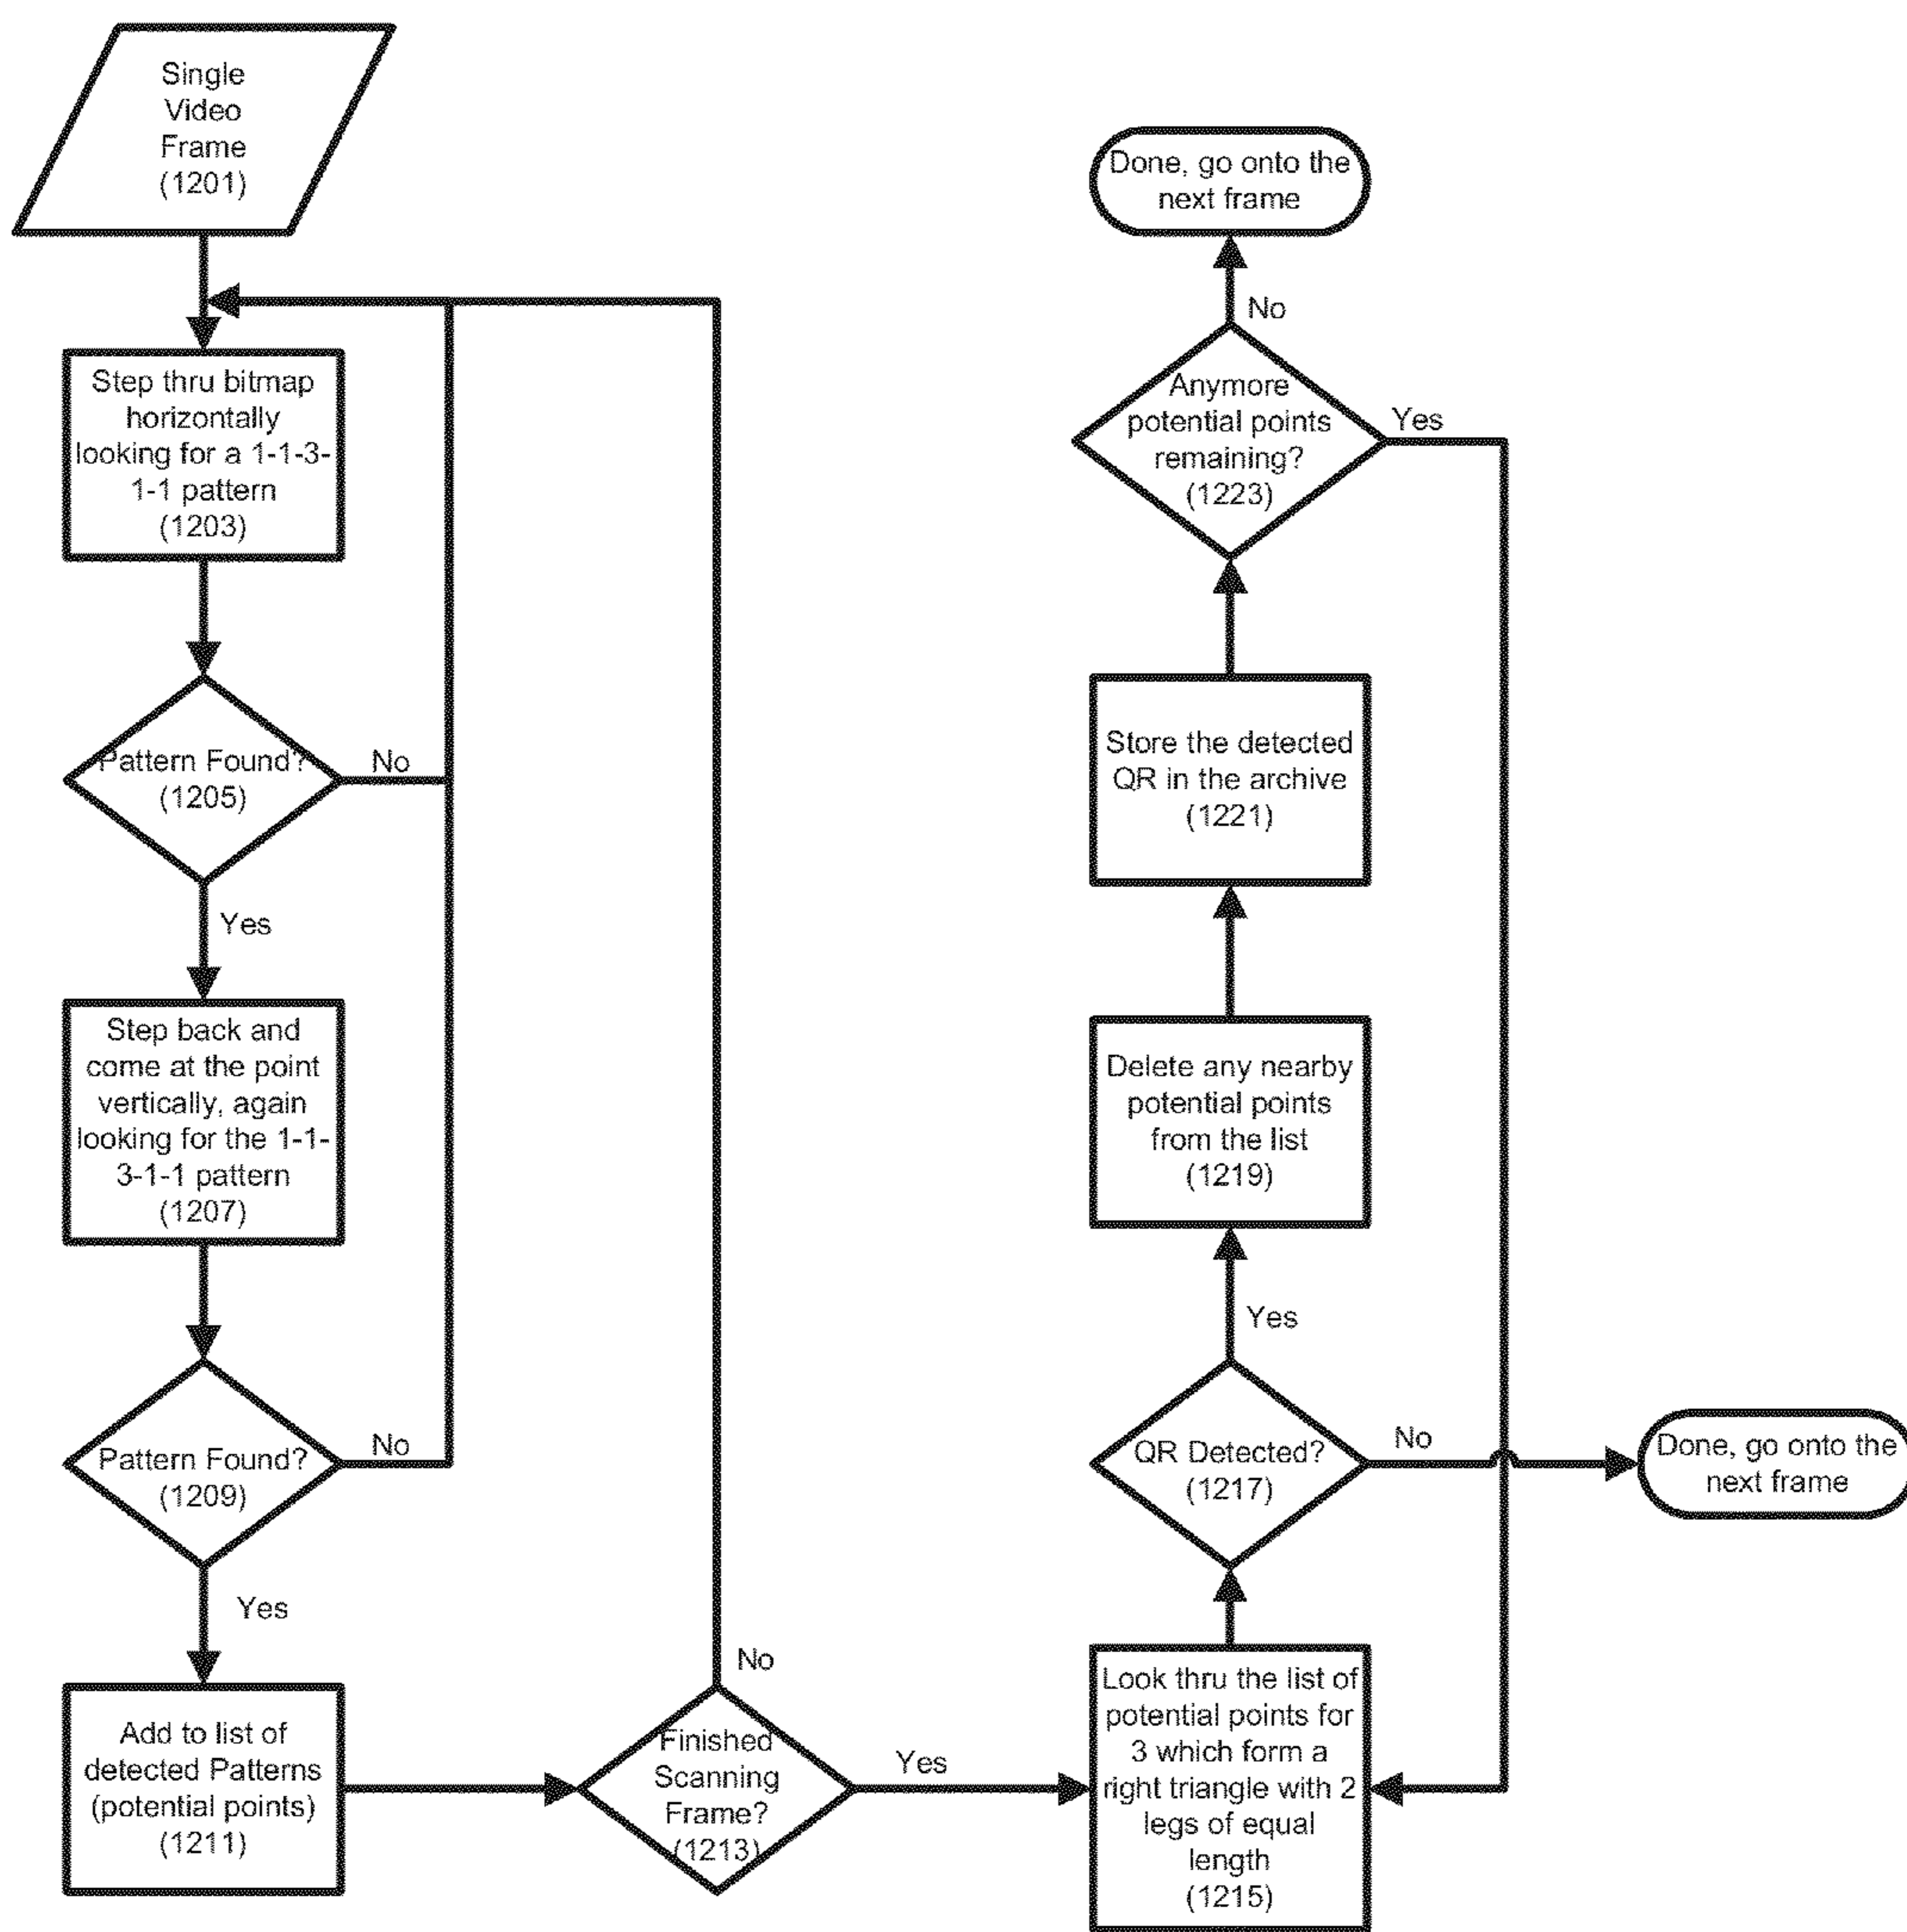 Single
Video
Frame
(1201)
Step thru bitmap
horizontally
looking for a 1-1-3-
1-1 pattern
(1203)
Pattern Found?
(1205)
No
Yes
Step back and
come at the point
vertically, again
looking for the 1-1-
3-1-1 pattern
(1207)
Pattern Found?
(1209)
No
Yes
Add to list of
detected Patterns
(potential points)
(1211)
Finished
Scanning
Frame?
(1213)
No
Yes
Look thru the list of
potential points for
3 which form a
right triangle with 2
legs of equal
length
(1215)
QR Detected?
(1217)
No
Done, go onto the
next frame
Yes
Delete any nearby
potential points
from the list
(1219)
Store the detected
QR in the archive
(1221)
Anymore
potential points
remaining?
(1223)
Yes
No
Done, go onto the
next frame